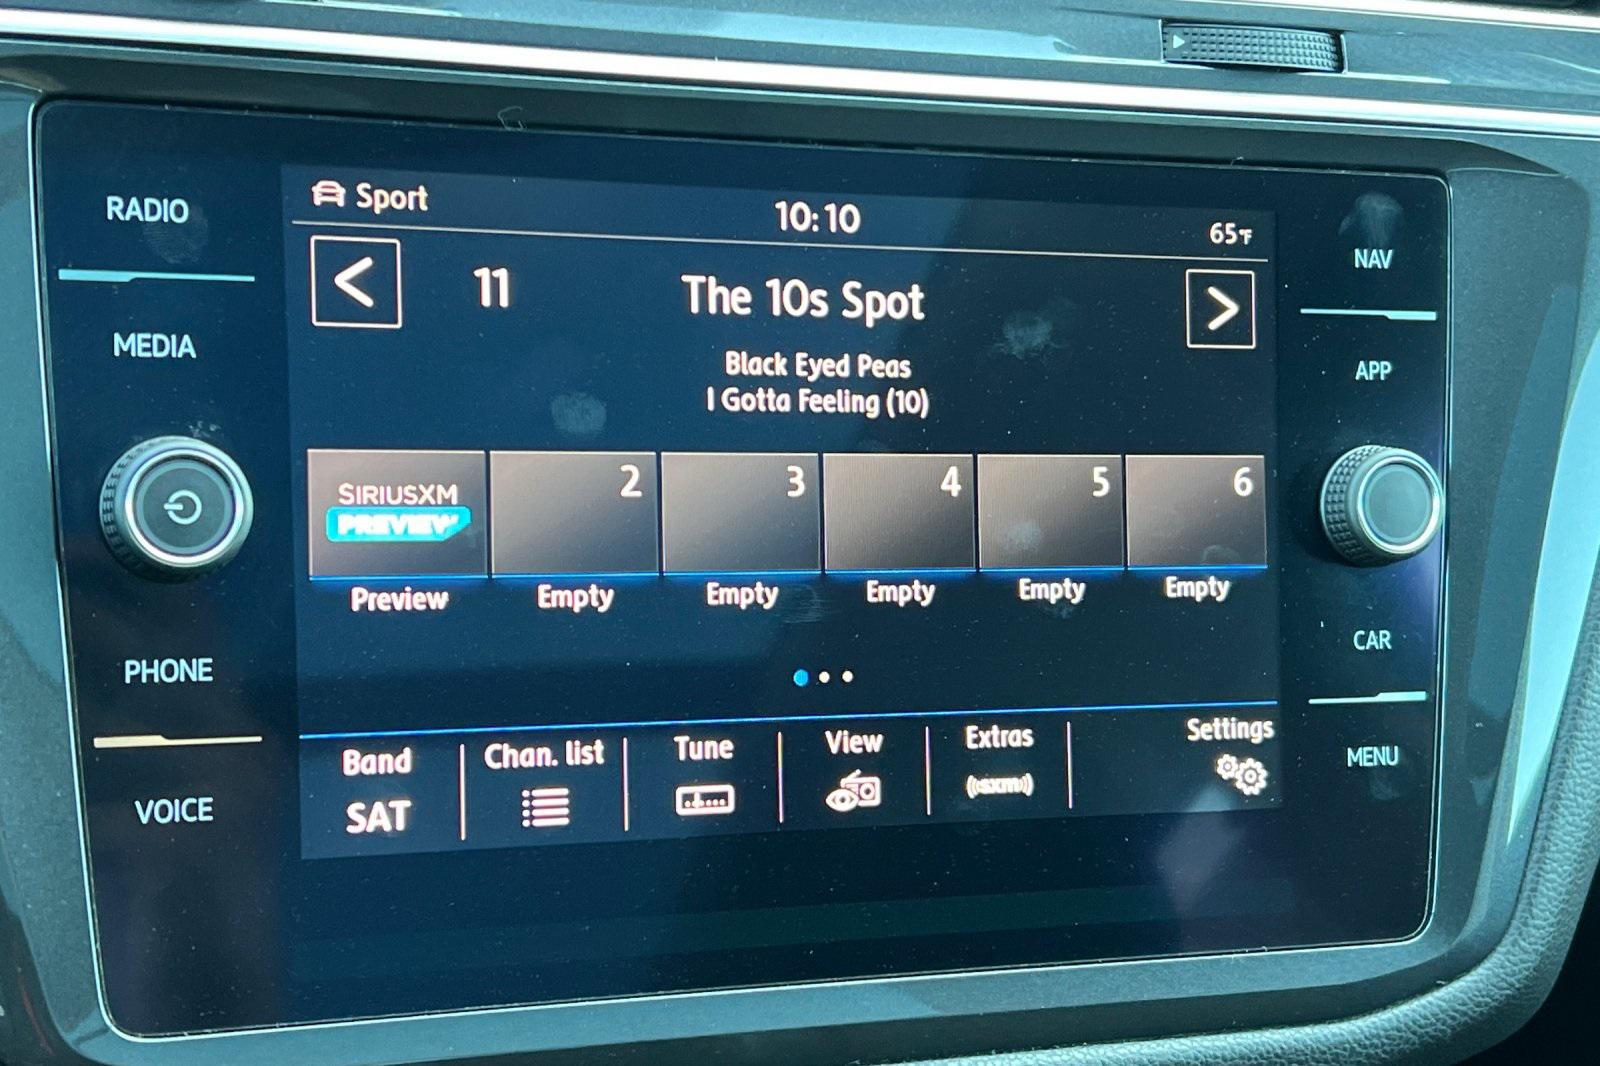 RADIO
MEDIA
PHONE
VOICE
Sport
10:10
65°F
11
The 10s Spot
Black Eyed Peas
I Gotta Feeling (10)
SIRIUSXM
PREVIEW
2
3
4
5
6
Preview
Empty
Empty
Empty
Empty
Empty
Band
SAT
Chan. list
Tune
View
Extras
((sxm))
Settings
NAV
APP
CAR
MENU